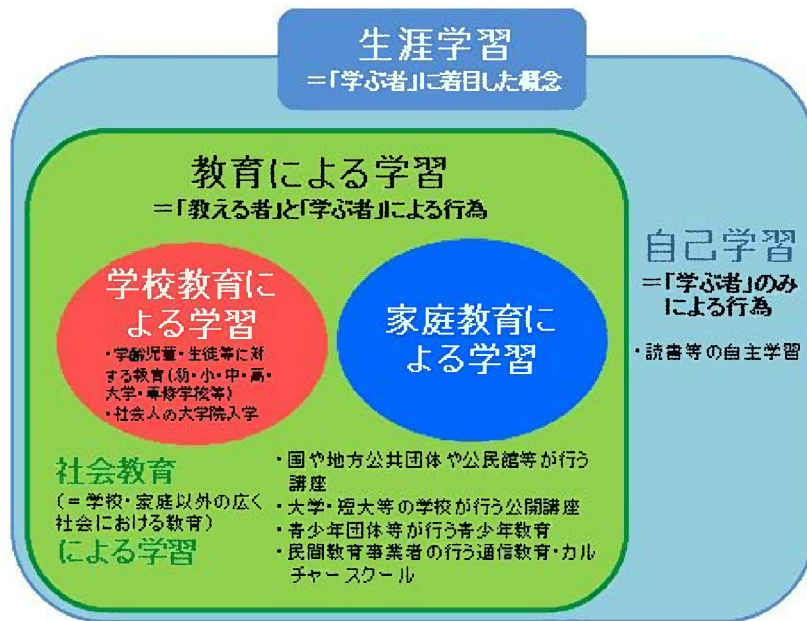 生涯学習
＝「学ぶ者」に着目した概念
教育による学習
＝「教える者」と「学ぶ者」による行為
学校教育に
よる学習
・学齢児童・生徒等に対
する教育(幼・小・中・高・
大学・専修学校等)
・社会人の大学院入学
家庭教育に
よる学習
社会教育
(＝学校・家庭以外の広く
社会における教育)
による学習
・国や地方公共団体や公民館等が行う
講座
・大学・短大等の学校が行う公開講座
・青少年団体等が行う青少年教育
・民間教育事業者の行う通信教育・カル
チャースクール
自己学習
＝「学ぶ者」のみ
による行為
・読書等の自主学習